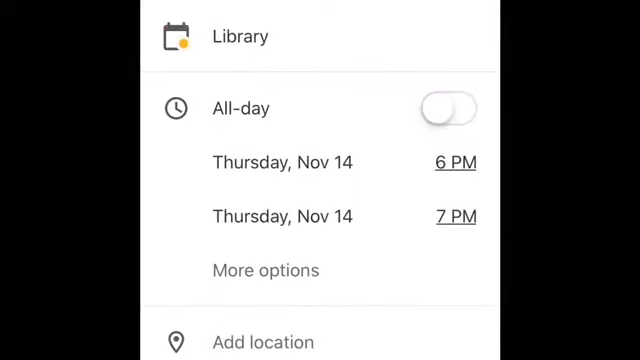 Library
All-day
Thursday, Nov 14 6 PM
Thursday, Nov 14 7 PM
More options
Add location